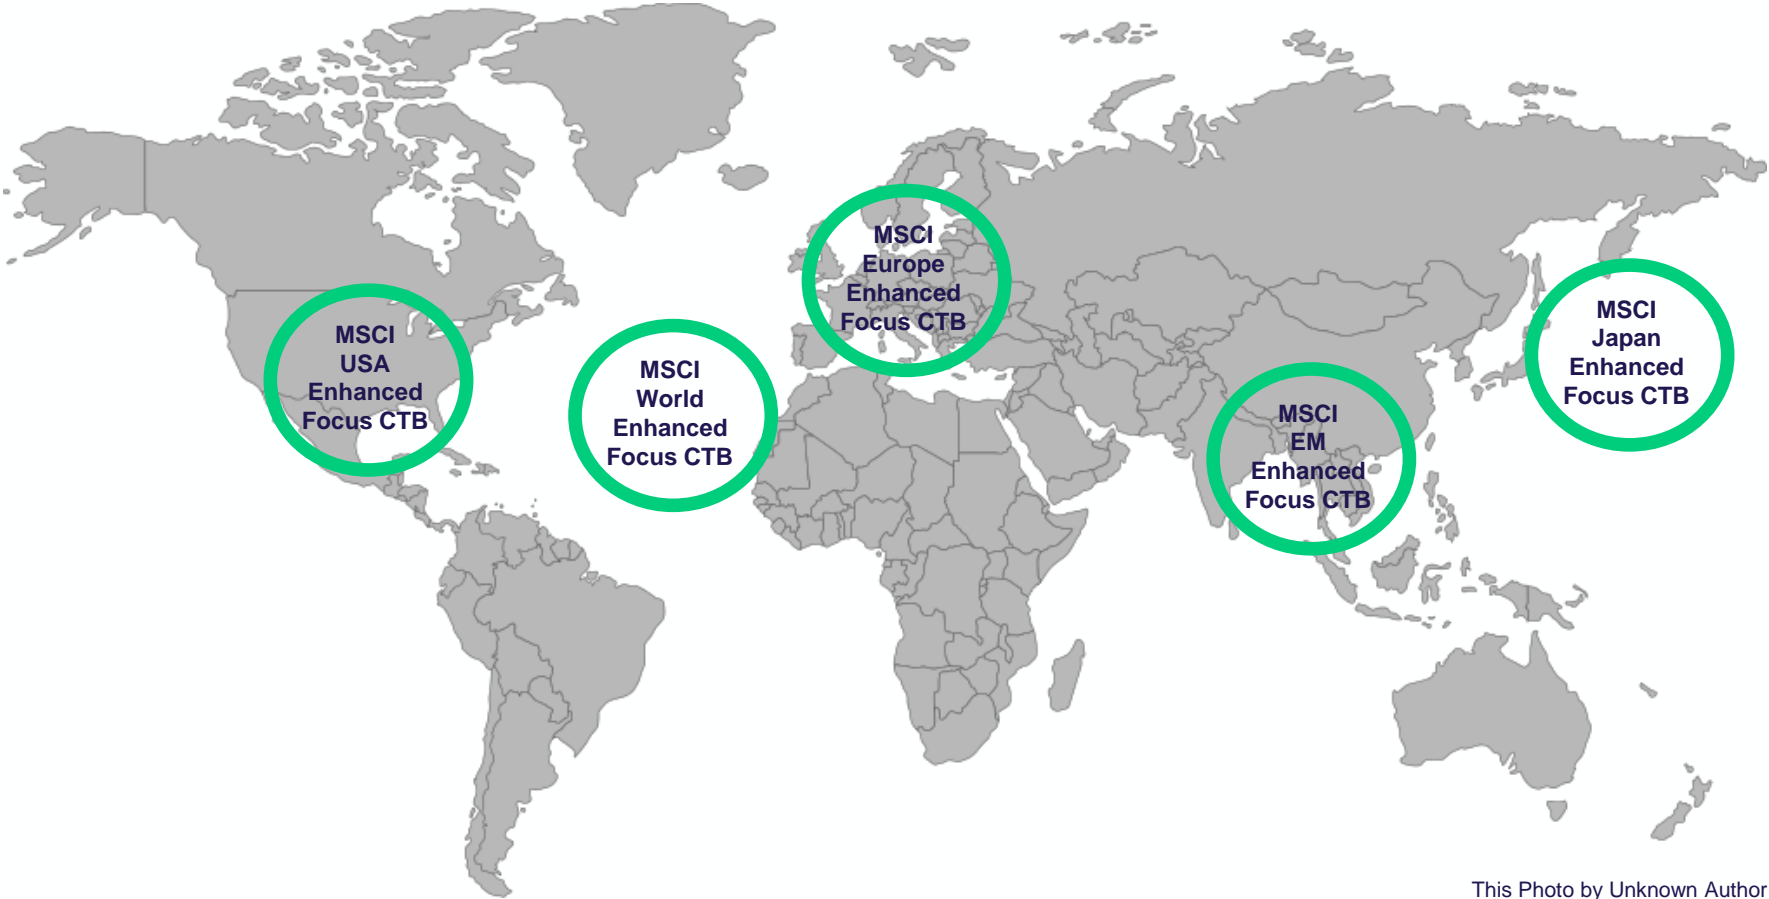 MSCI
USA
Enhanced
Focus CTB
MSCI
World
Enhanced
Focus CTB
MSCI
Europe
Enhanced
Focus CTB
MSCI
EM
Enhanced
Focus CTB
MSCI
Japan
Enhanced
Focus CTB
This Photo by Unknown Author